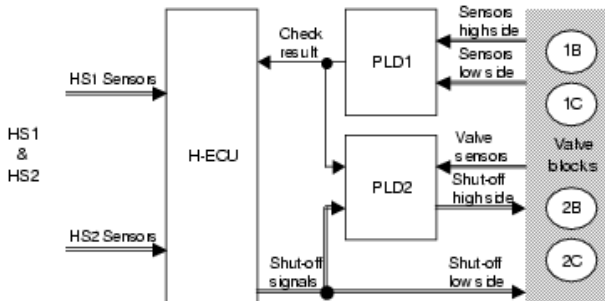 Sensors
high side
Check
result
PLD1
Sensors
low side
1B
HS1 Sensors
1C
HS1
&
HS2
H-ECU
Valve
sensors
Valve
blocks
PLD2
Shut-off
high side
2B
HS2 Sensors
2C
Shut-off
signals
Shut-off
low side